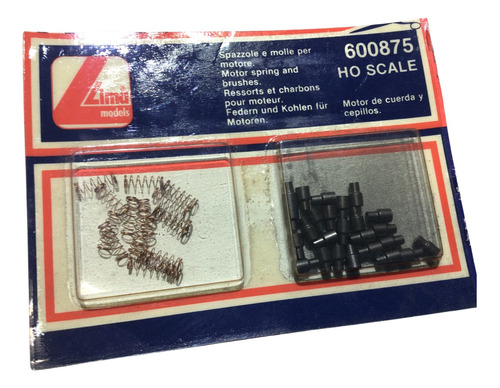 Lima
models
Spazzole e molle per
motore.
Motor spring and
brushes.
Ressorts et charbons
pour moteur.
Federn und Kohlen für
Motoren.
600875
HO SCALE
Motor de cuerda y
cepillos.